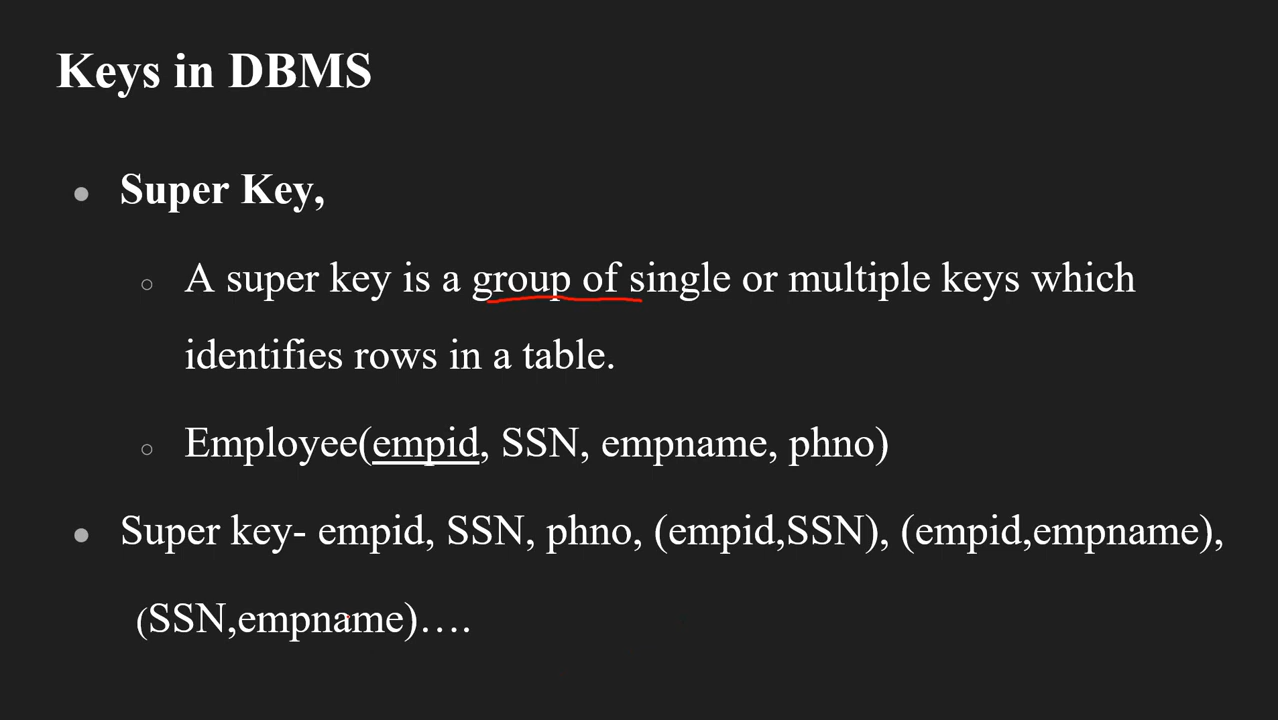 Keys in DBMS
● Super Key,
○ A super key is a group of single or multiple keys which
identifies rows in a table.
○ Employee(empid, SSN, empname, phno)
● Super key- empid, SSN, phno, (empid,SSN), (empid,empname),
(SSN,empname)….